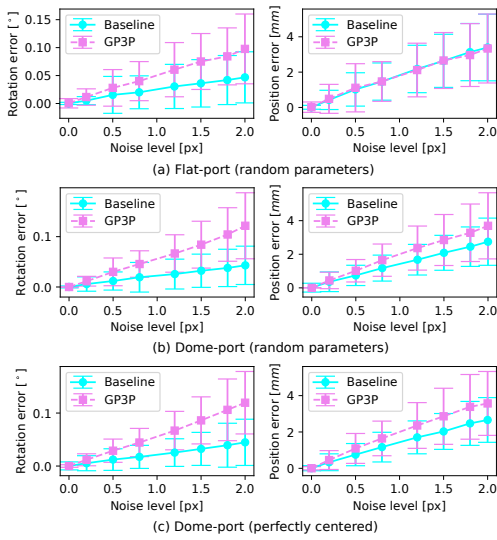 Rotation error [°]
0.15
0.10
0.05
0.00
Baseline
GP3P
0.0 0.5 1.0 1.5 2.0
Noise level [px]
Position error [mm]
4
2
0
Baseline
GP3P
0.0 0.5 1.0 1.5 2.0
Noise level [px]
(a) Flat-port (random parameters)
Rotation error [°]
0.1
0.0
Baseline
GP3P
0.0 0.5 1.0 1.5 2.0
Noise level [px]
Position error [mm]
4
2
0
Baseline
GP3P
0.0 0.5 1.0 1.5 2.0
Noise level [px]
(b) Dome-port (random parameters)
Rotation error [°]
0.1
0.0
Baseline
GP3P
0.0 0.5 1.0 1.5 2.0
Noise level [px]
Position error [mm]
4
2
0
Baseline
GP3P
0.0 0.5 1.0 1.5 2.0
Noise level [px]
(c) Dome-port (perfectly centered)